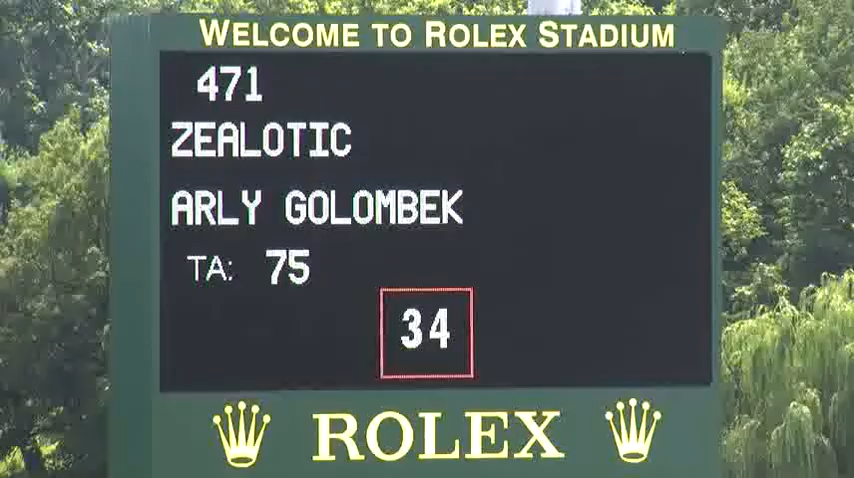 WELCOME TO ROLEX STADIUM
471
ZEALOTIC
ARLY GOLOMBEK
TA: 75
34
ROLEX